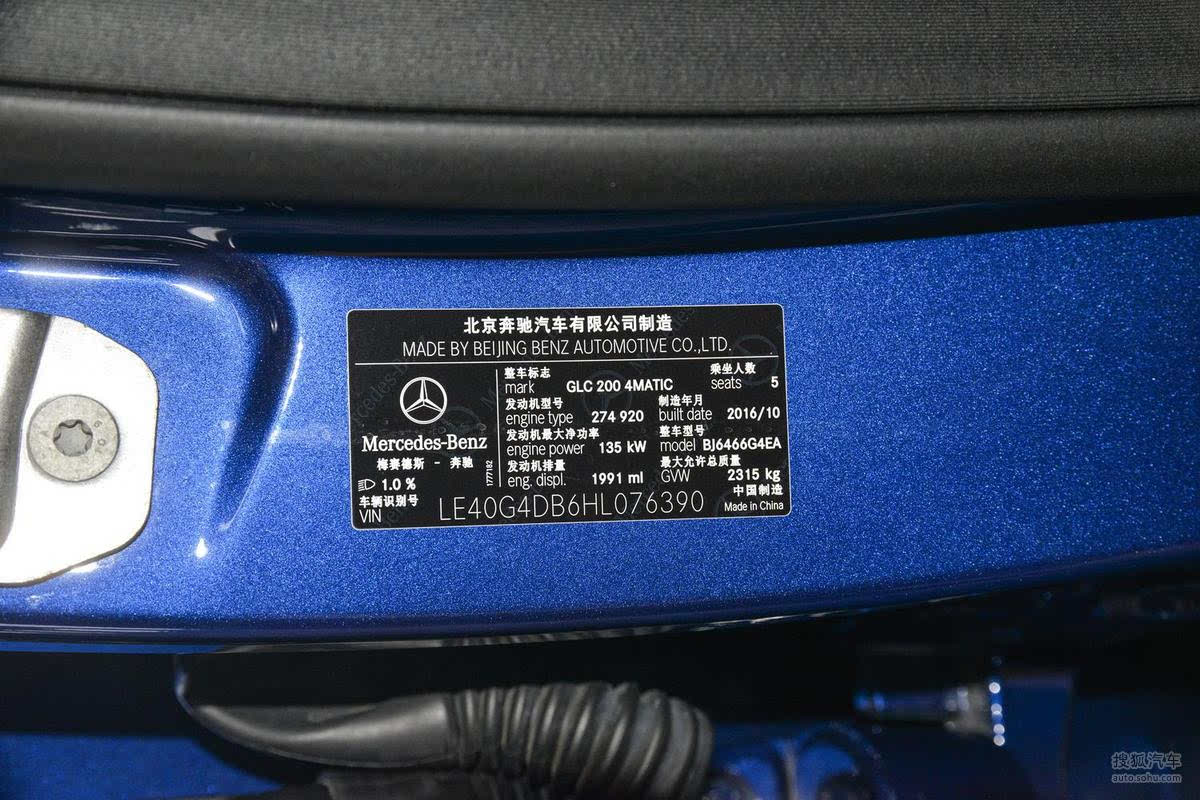 北京奔驰汽车有限公司制造
MADE BY BEIJING BENZ AUTOMOTIVE CO.,LTD.
Mercedes-Benz
梅赛德斯 - 奔驰
1.0 %
177182
整车标志
mark GLC 200 4MATIC
乘坐人数
seats 5
发动机型号
engine type 274 920
制造年月
built date 2016/10
发动机最大净功率
engine power 135 kW
整车型号
model BJ6466G4EA
发动机排量
eng. displ. 1991 ml
最大允许总质量
GVW 2315 kg
车辆识别号
VIN LE40G4DB6HL076390
中国制造
Made in China
搜狐汽车
auto.sohu.com